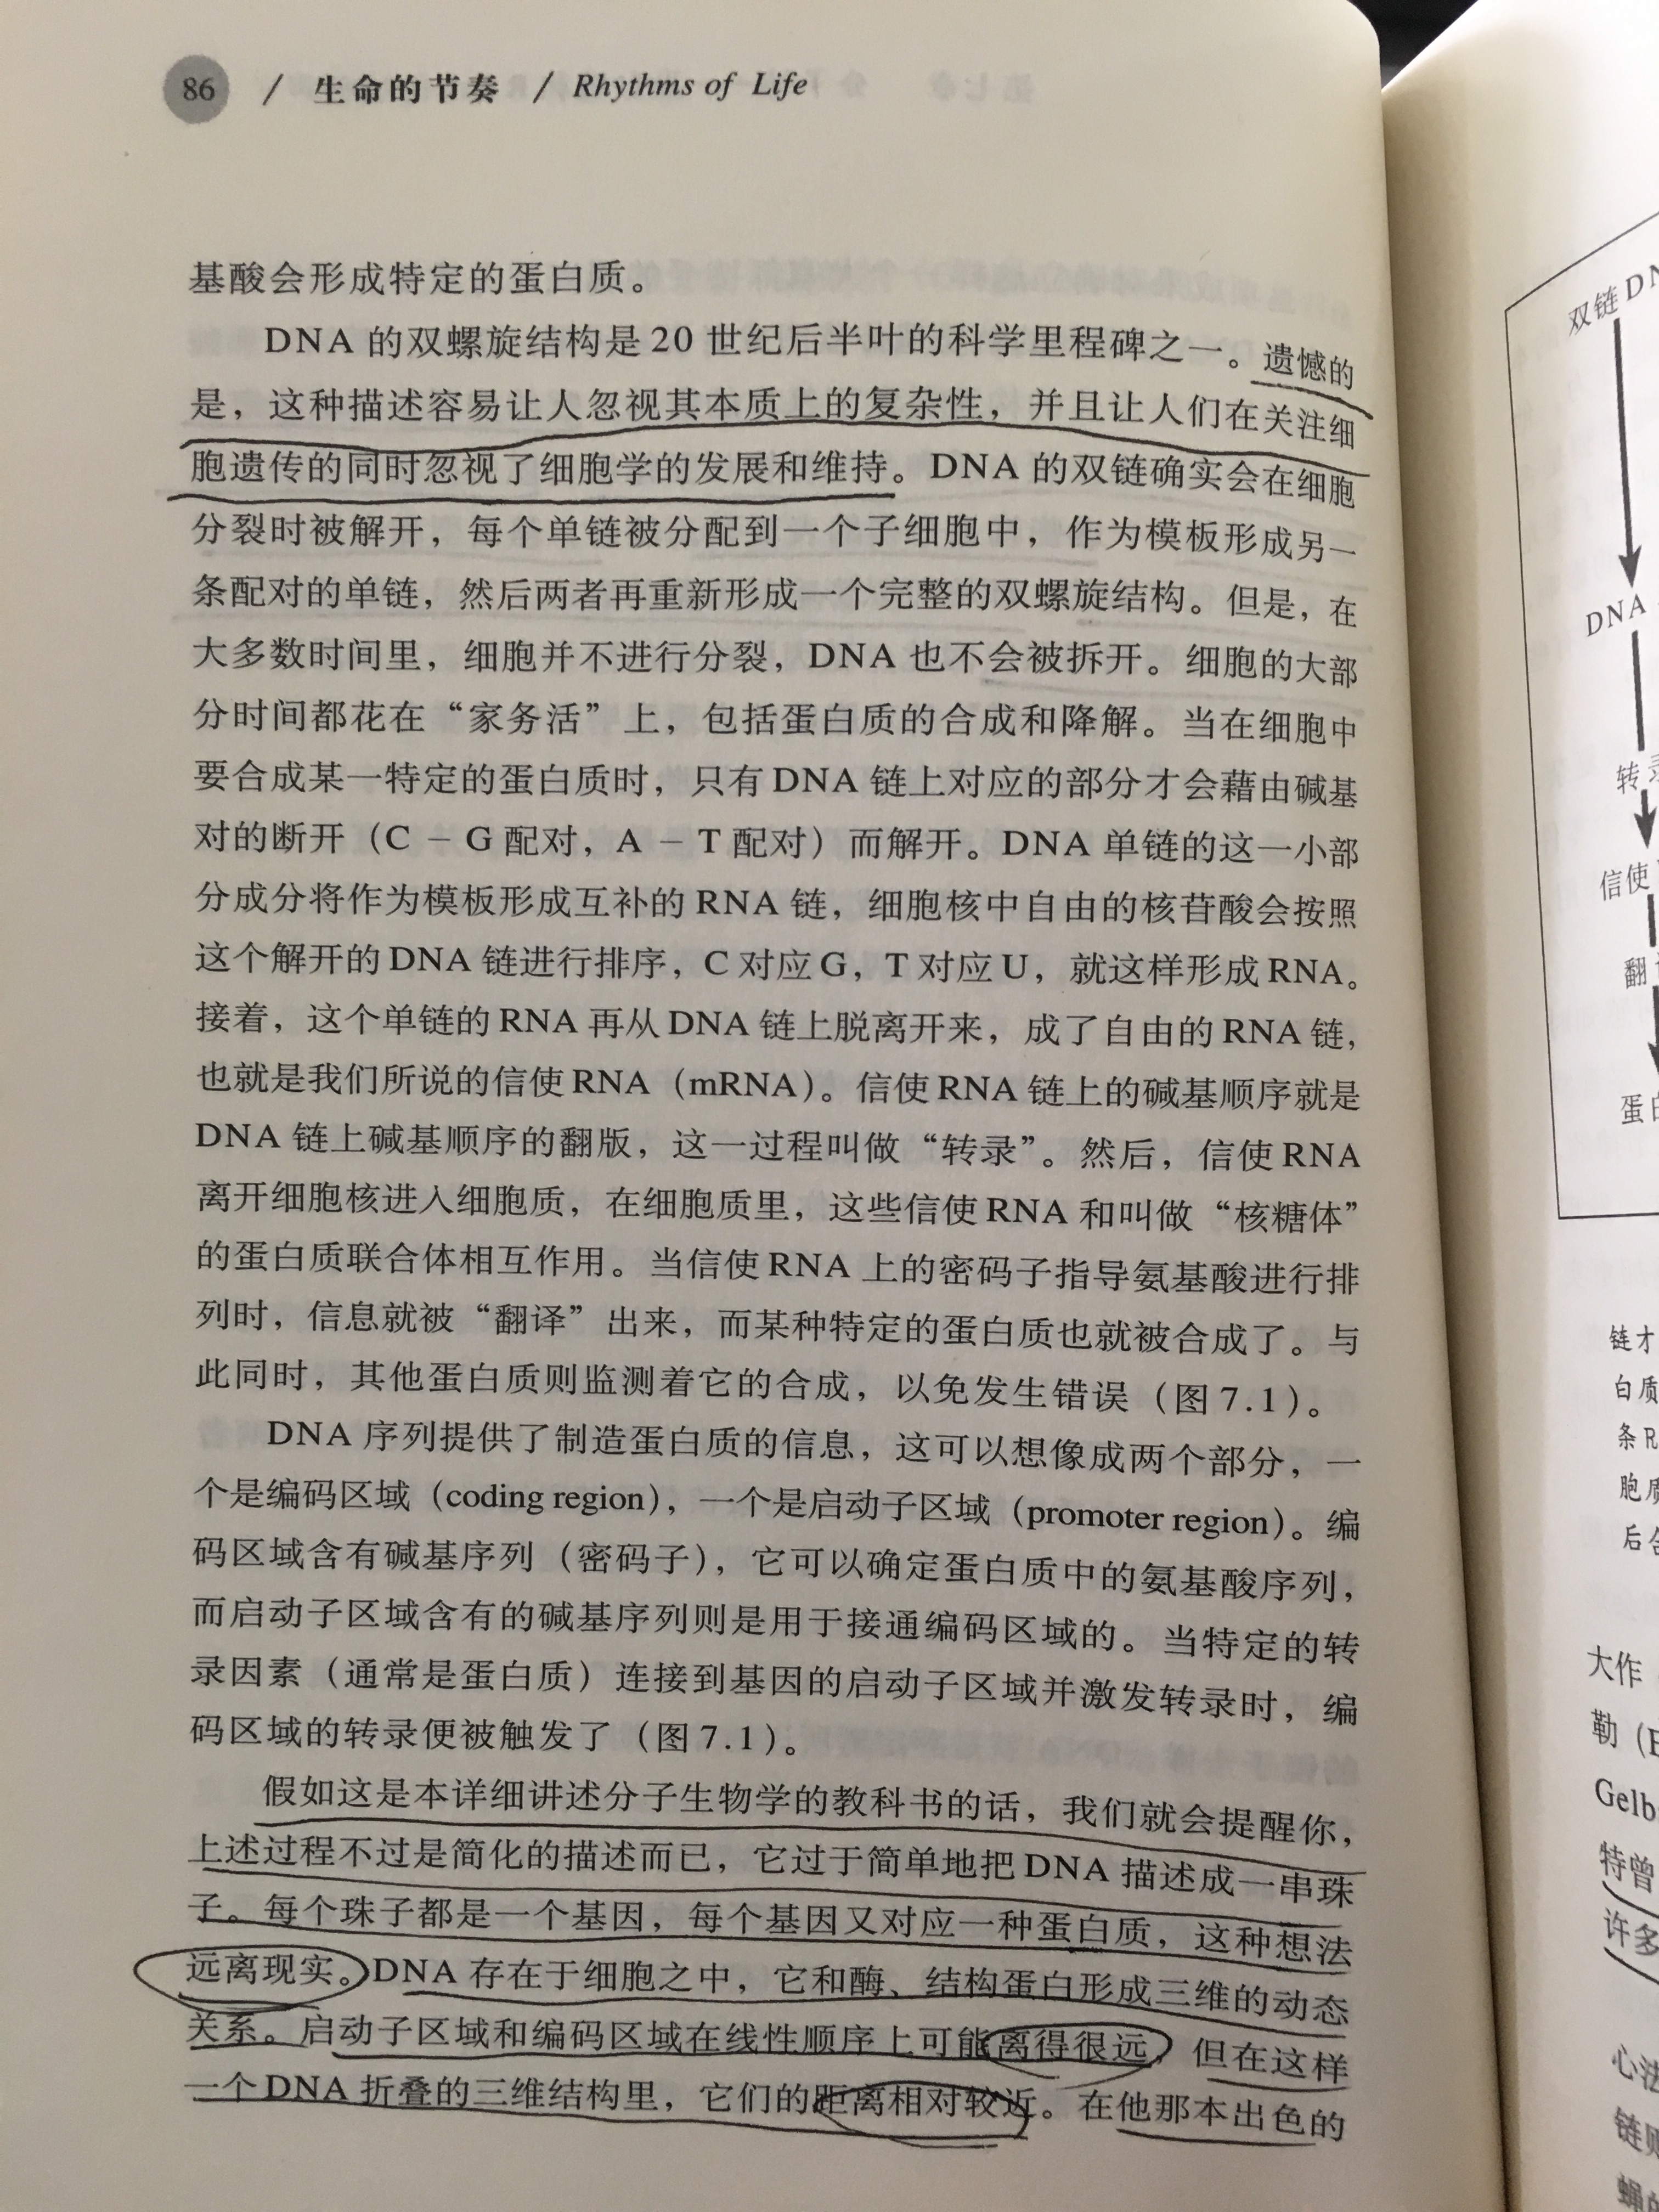 86 / 生命的节奏 / Rhythms of Life
基酸会形成特定的蛋白质。
DNA 的双螺旋结构是 20 世纪后半叶的科学里程碑之一。遗憾的
是，这种描述容易让人忽视其本质上的复杂性，并且让人们在关注细
胞遗传的同时忽视了细胞学的发展和维持。DNA 的双链确实会在细胞
分裂时被解开，每个单链被分配到一个子细胞中，作为模板形成另一
条配对的单链，然后两者再重新形成一个完整的双螺旋结构。但是，在
大多数时间里，细胞并不进行分裂，DNA 也不会被拆开。细胞的大部
分时间都花在“家务活”上，包括蛋白质的合成和降解。当在细胞中
要合成某一特定的蛋白质时，只有 DNA 链上对应的部分才会藉由碱基
对的断开（C – G 配对，A – T 配对）而解开。DNA 单链的这一小部
分成分将作为模板形成互补的 RNA 链，细胞核中自由的核苷酸会按照
这个解开的 DNA 链进行排序，C 对应 G，T 对应 U，就这样形成 RNA。
接着，这个单链的 RNA 再从 DNA 链上脱离开来，成了自由的 RNA 链，
也就是我们所说的信使 RNA（mRNA）。信使 RNA 链上的碱基顺序就是
DNA 链上碱基顺序的翻版，这一过程叫做“转录”。然后，信使 RNA
离开细胞核进入细胞质，在细胞质里，这些信使 RNA 和叫做“核糖体”
的蛋白质联合体相互作用。当信使 RNA 上的密码子指导氨基酸进行排
列时，信息就被“翻译”出来，而某种特定的蛋白质也就被合成了。与
此同时，其他蛋白质则监测着它的合成，以免发生错误（图 7.1）。
DNA 序列提供了制造蛋白质的信息，这可以想像成两个部分，一
个是编码区域（coding region），一个是启动子区域（promoter region）。编
码区域含有碱基序列（密码子），它可以确定蛋白质中的氨基酸序列，
而启动子区域含有的碱基序列则是用于接通编码区域的。当特定的转
录因素（通常是蛋白质）连接到基因的启动子区域并激发转录时，编
码区域的转录便被触发了（图 7.1）。
假如这是本详细讲述分子生物学的教科书的话，我们就会提醒你，
上述过程不过是简化的描述而已，它过于简单地把 DNA 描述成一串珠
子。每个珠子都是一个基因，每个基因又对应一种蛋白质，这种想法
远离现实。DNA 存在于细胞之中，它和酶、结构蛋白形成三维的动态
关系。启动子区域和编码区域在线性顺序上可能离得很远，但在这样
一个 DNA 折叠的三维结构里，它们的距离相对较近。在他那本出色的
双链 DN
DNA
转录
信使
翻
蛋白
链才
白质
条 R
胞质
后合
大作
勒（E
Gelb
特曾
许多
心法
链则